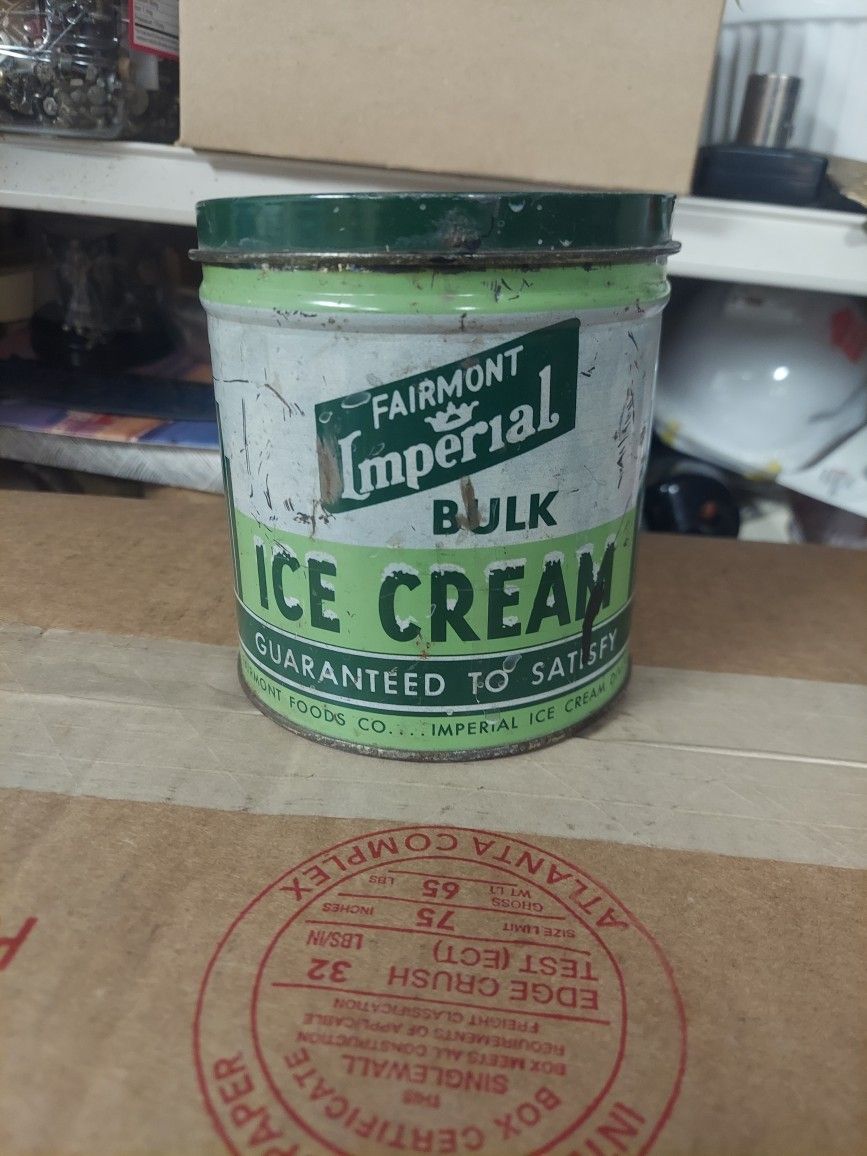 FAIRMONT
Imperial
BULK
ICE CREAM
GUARANTEED TO SATISFY
FOODS CO.... IMPERIAL ICE CREAM
ATLANTA COMPLEX
GROSS WT LT 65 LBS
SIZE LIMIT 75 INCHES
EDGE CRUSH
TEST (ECT) 32 LBS/IN
FREIGHT CLASSIFICATION
REQUIREMENTS OF APPLICABLE
BOX MEETS ALL CONSTRUCTION
SINGLEWALL
THIS
BOX CERTIFICATE
PAPER